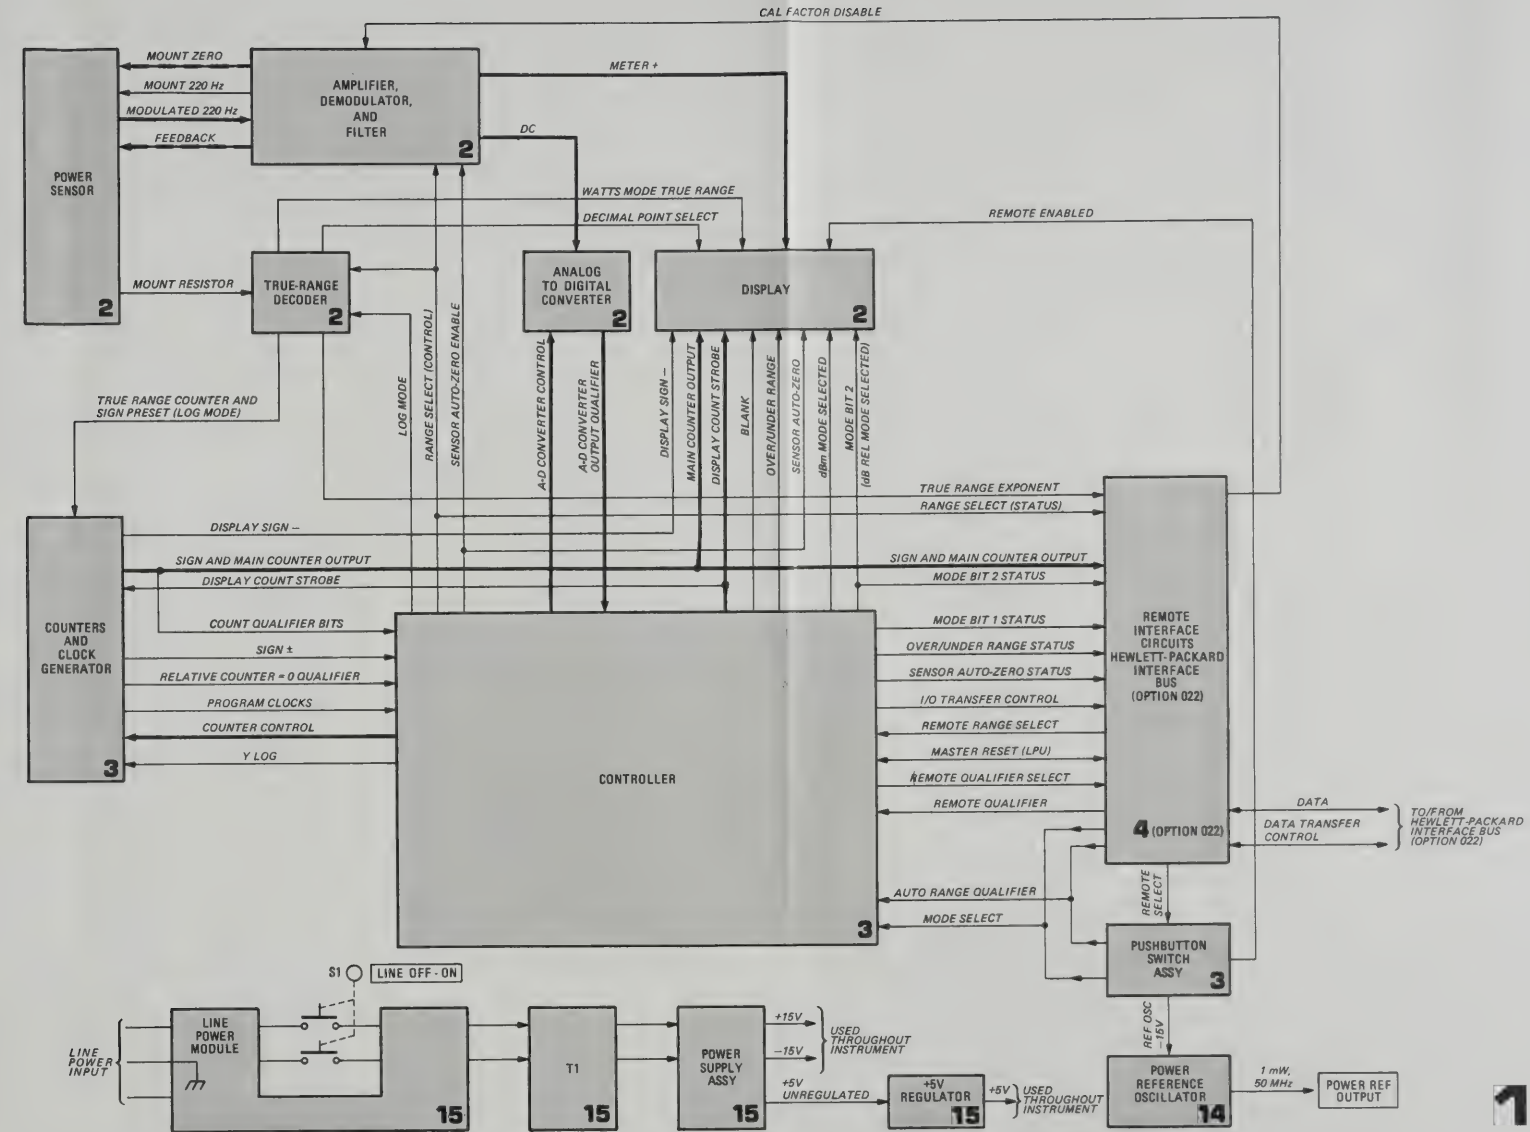 CAL FACTOR DISABLE
MOUNT ZERO
MOUNT 220 Hz
MODULATED 220 Hz
FEEDBACK
AMPLIFIER,
DEMODULATOR,
AND
FILTER
2
METER +
DC
POWER
SENSOR
2
WATTS MODE TRUE RANGE
DECIMAL POINT SELECT
REMOTE ENABLED
MOUNT RESISTOR
TRUE-RANGE
DECODER
2
ANALOG
TO DIGITAL
CONVERTER
2
DISPLAY
2
LOG MODE
RANGE SELECT (CONTROL)
SENSOR AUTO-ZERO ENABLE
A-D CONVERTER CONTROL
A-D CONVERTER
OUTPUT QUALIFIER
DISPLAY SIGN –
MAIN COUNTER OUTPUT
DISPLAY COUNT STROBE
BLANK
OVER/UNDER RANGE
SENSOR AUTO-ZERO
dBm MODE SELECTED
MODE BIT 2
(dB REL MODE SELECTED)
TRUE RANGE COUNTER AND
SIGN PRESET (LOG MODE)
TRUE RANGE EXPONENT
RANGE SELECT (STATUS)
DISPLAY SIGN –
SIGN AND MAIN COUNTER OUTPUT
SIGN AND MAIN COUNTER OUTPUT
DISPLAY COUNT STROBE
MODE BIT 2 STATUS
COUNTERS
AND
CLOCK
GENERATOR
3
COUNT QUALIFIER BITS
SIGN ±
RELATIVE COUNTER = 0 QUALIFIER
PROGRAM CLOCKS
COUNTER CONTROL
Y LOG
CONTROLLER
3
MODE BIT 1 STATUS
OVER/UNDER RANGE STATUS
SENSOR AUTO-ZERO STATUS
I/O TRANSFER CONTROL
REMOTE RANGE SELECT
MASTER RESET (LPU)
REMOTE QUALIFIER SELECT
REMOTE QUALIFIER
AUTO RANGE QUALIFIER
MODE SELECT
REMOTE
INTERFACE
CIRCUITS
HEWLETT-PACKARD
INTERFACE
BUS
(OPTION 022)
4 (OPTION 022)
DATA
DATA TRANSFER
CONTROL
TO/FROM
HEWLETT-PACKARD
INTERFACE BUS
(OPTION 022)
REMOTE
SELECT
PUSHBUTTON
SWITCH
ASSY
3
REF OSC
–15V
S1
LINE OFF - ON
LINE
POWER
INPUT
LINE
POWER
MODULE
15
T1
15
POWER
SUPPLY
ASSY
15
+15V
–15V
USED
THROUGHOUT
INSTRUMENT
+5V
UNREGULATED
+5V
REGULATOR
15
+5V
USED
THROUGHOUT
INSTRUMENT
POWER
REFERENCE
OSCILLATOR
14
1 mW,
50 MHz
POWER REF
OUTPUT
1